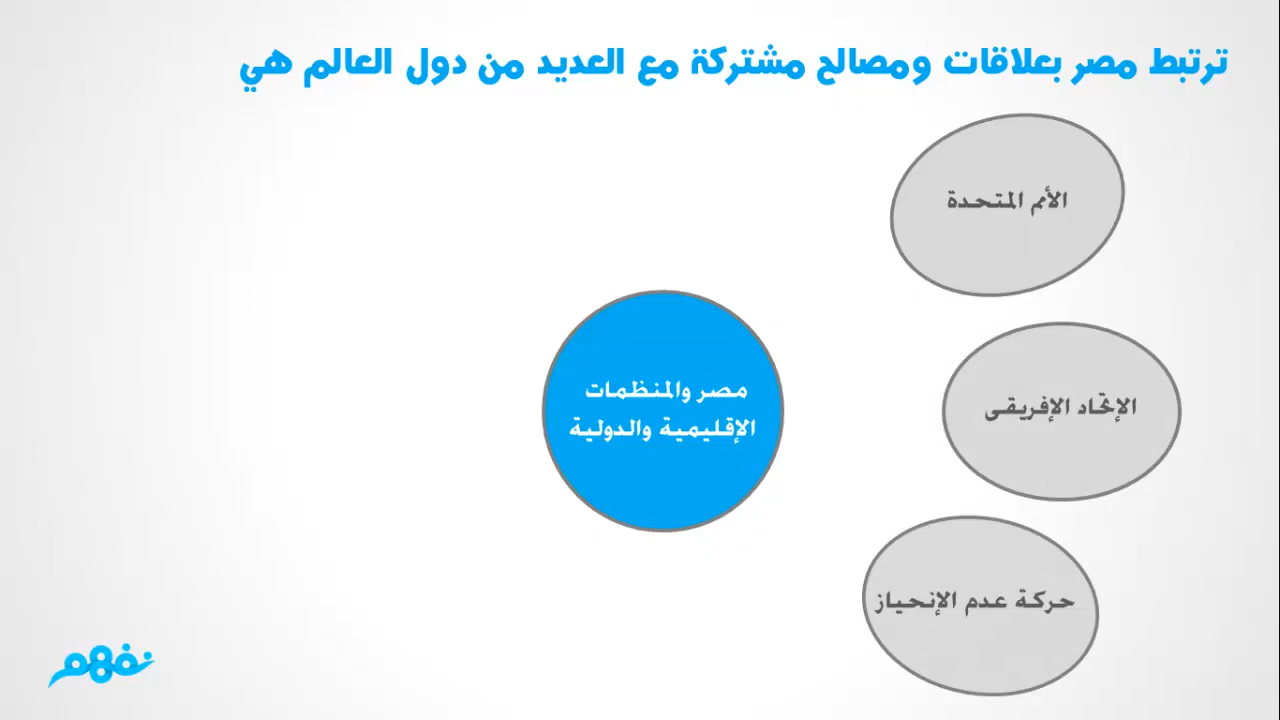 ترتبط مصر بعلاقات ومصالح مشتركة مع العديد من دول العالم هي
الأمم المتحدة
الإتحاد الإفريقى
حركة عدم الإنحياز
مصر والمنظمات
الإقليمية والدولية
نفهم